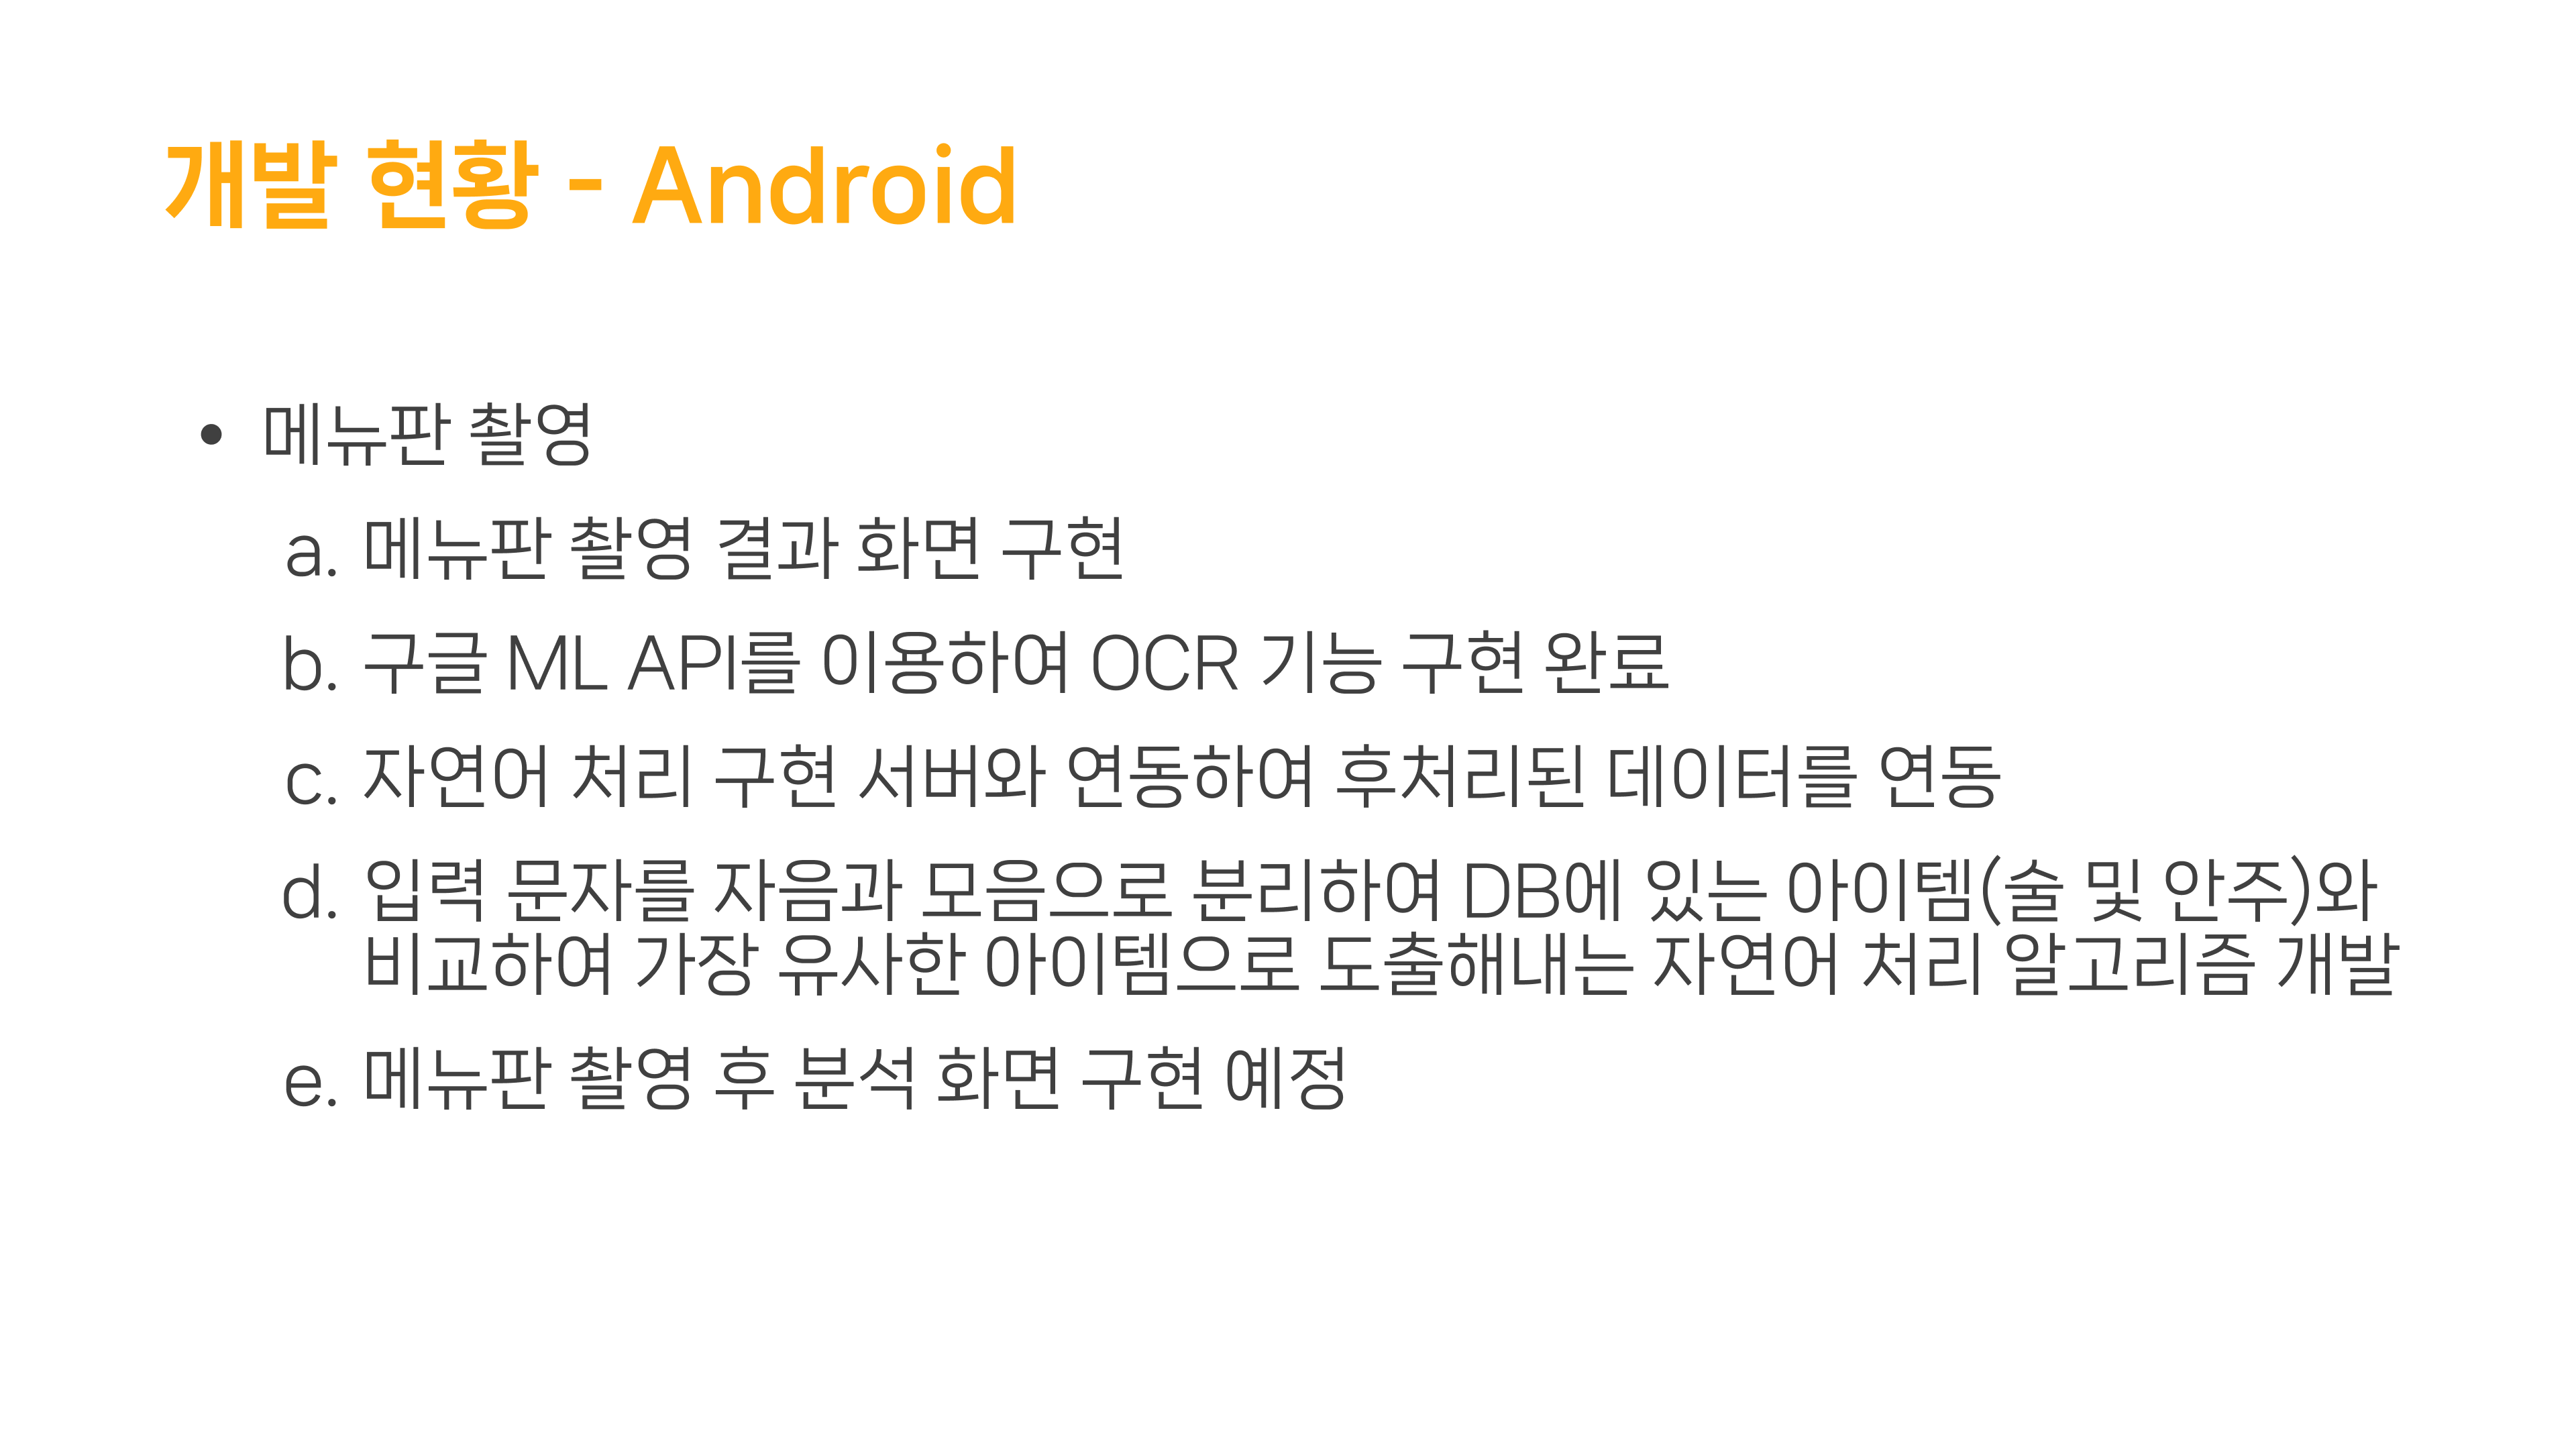 개발 현황 - Android
• 메뉴판 촬영
a. 메뉴판 촬영 결과 화면 구현
b. 구글 ML API를 이용하여 OCR 기능 구현 완료
c. 자연어 처리 구현 서버와 연동하여 후처리된 데이터를 연동
d. 입력 문자를 자음과 모음으로 분리하여 DB에 있는 아이템(술 및 안주)와
비교하여 가장 유사한 아이템으로 도출해내는 자연어 처리 알고리즘 개발
e. 메뉴판 촬영 후 분석 화면 구현 예정